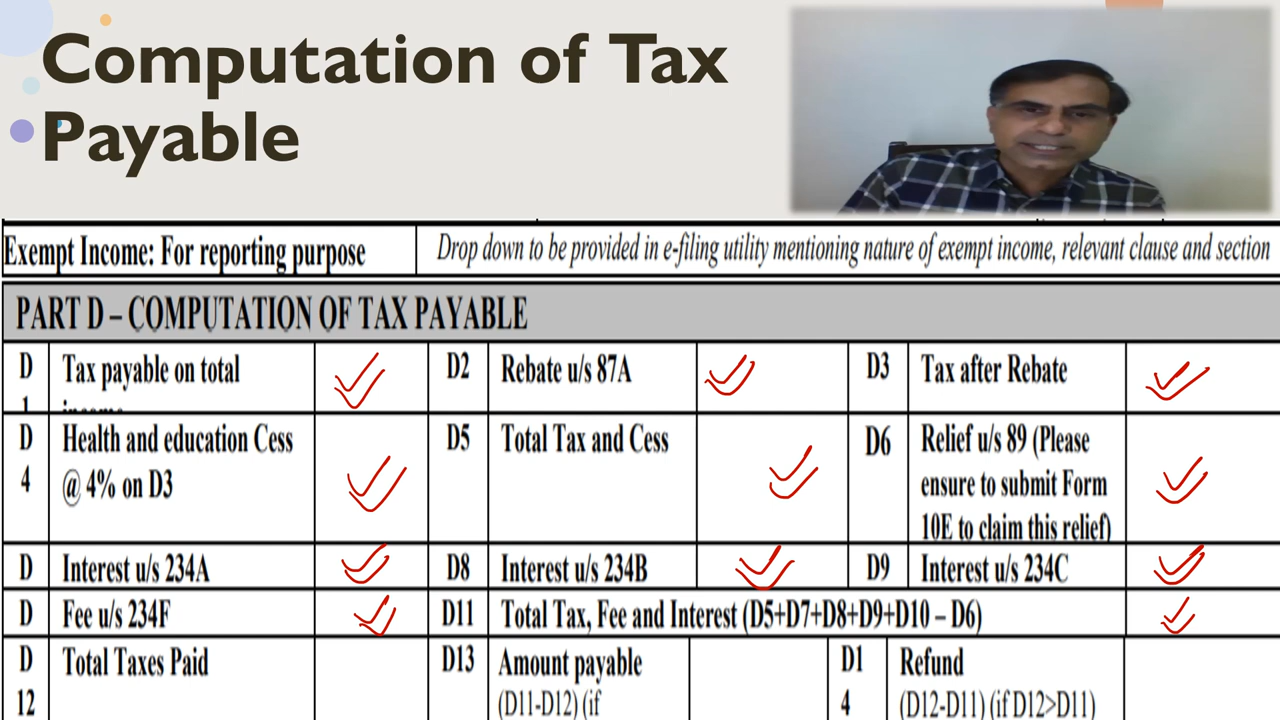 Computation of Tax
Payable
Exempt Income: For reporting purpose
Drop down to be provided in e-filing utility mentioning nature of exempt income, relevant clause and section
PART D – COMPUTATION OF TAX PAYABLE
D
1
Tax payable on total
income
D2
Rebate u/s 87A
D3
Tax after Rebate
D
4
Health and education Cess
@ 4% on D3
D5
Total Tax and Cess
D6
Relief u/s 89 (Please
ensure to submit Form
10E to claim this relief)
D
Interest u/s 234A
D8
Interest u/s 234B
D9
Interest u/s 234C
D
Fee u/s 234F
D11
Total Tax, Fee and Interest (D5+D7+D8+D9+D10 – D6)
D
12
Total Taxes Paid
D13
Amount payable
(D11-D12) (if
D1
4
Refund
(D12-D11) (if D12>D11)